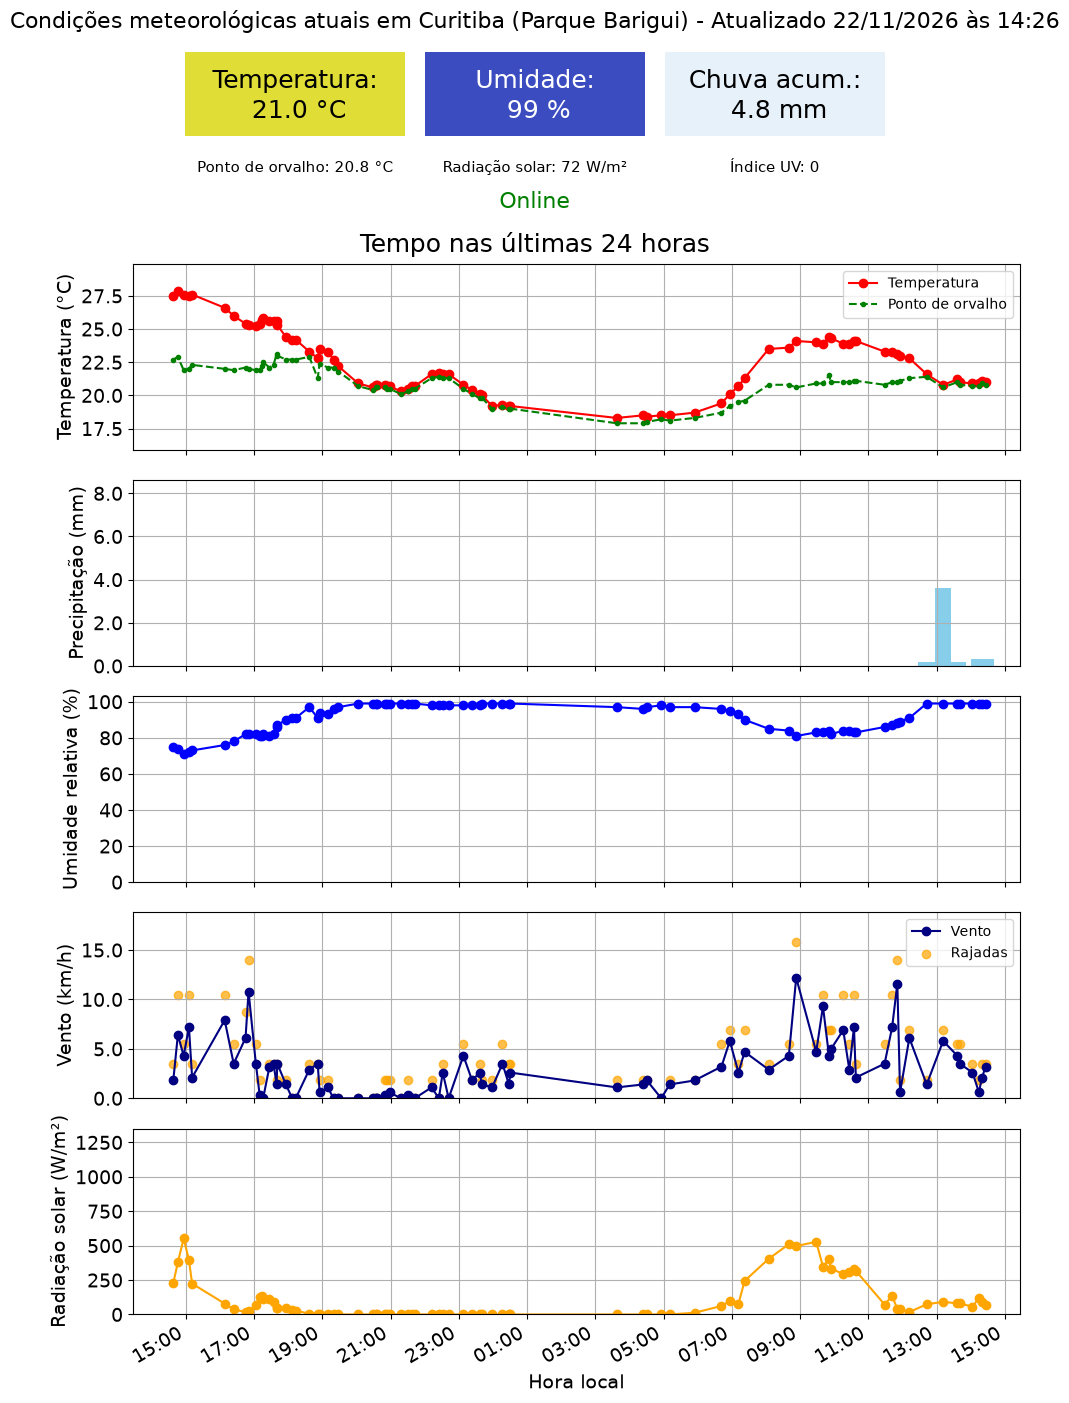 Condições meteorológicas atuais em Curitiba (Parque Barigui) - Atualizado 22/11/2026 às 14:26
Temperatura:
21.0 °C
Umidade:
99 %
Chuva acum.:
4.8 mm
Ponto de orvalho: 20.8 °C
Radiação solar: 72 W/m²
Índice UV: 0
Online
Tempo nas últimas 24 horas
Temperatura (°C)
27.5
25.0
22.5
20.0
17.5
Temperatura
Ponto de orvalho
Precipitação (mm)
8.0
6.0
4.0
2.0
0.0
Umidade relativa (%)
100
80
60
40
20
0
Vento (km/h)
15.0
10.0
5.0
0.0
Vento
Rajadas
Radiação solar (W/m²)
1250
1000
750
500
250
0
15:00
17:00
19:00
21:00
23:00
01:00
03:00
05:00
07:00
09:00
11:00
13:00
15:00
Hora local